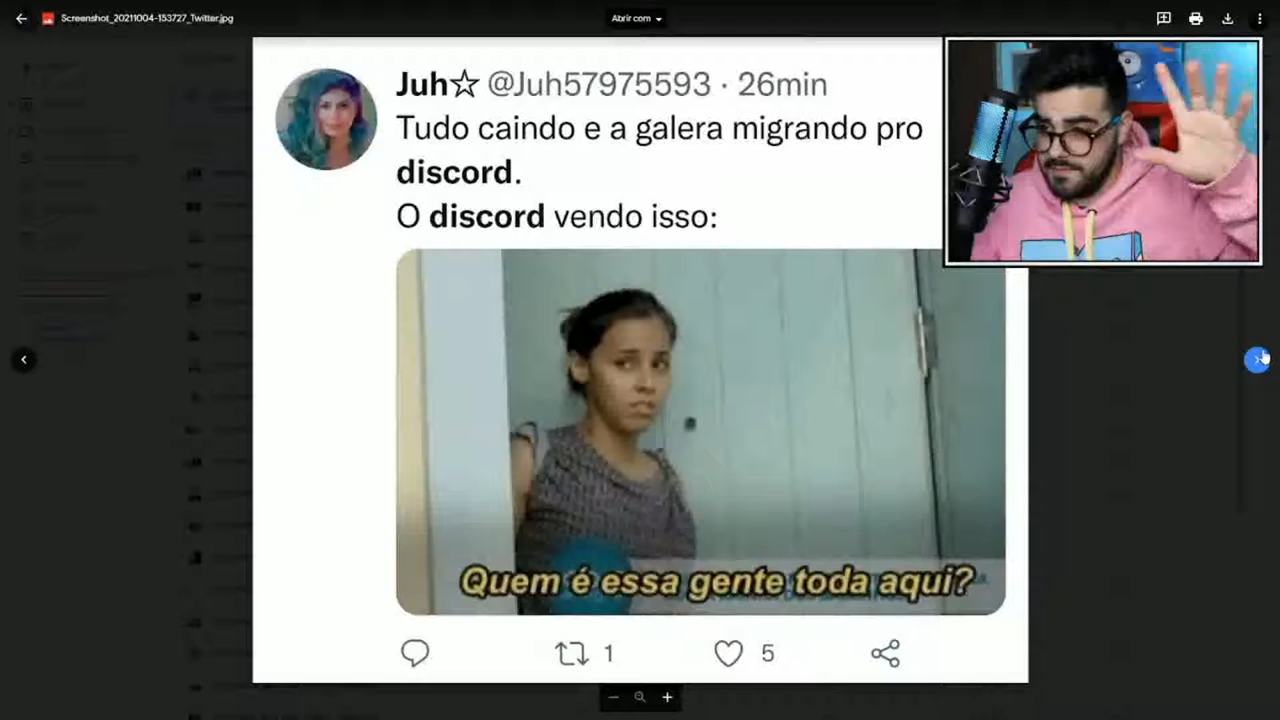 Screenshot_20211004-153727_Twitter.jpg
Abrir com
Juh☆ @Juh57975593 · 26min
Tudo caindo e a galera migrando pro
discord.
O discord vendo isso:
Quem é essa gente toda aqui?
1
5